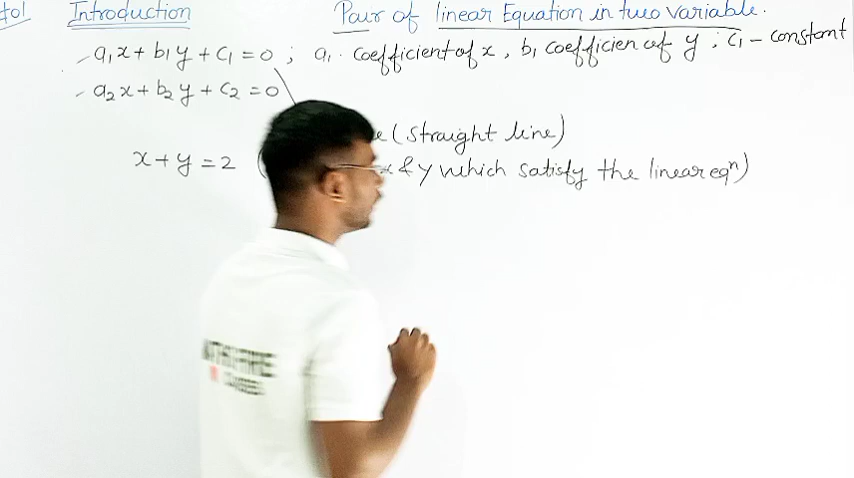 Introduction
Pair of linear Equation in two variable.
a₁x + b₁y + c₁ = 0 ; a₁ . coefficient of x , b₁ coefficien of y ; c₁ - constant
a₂x + b₂y + c₂ = 0
(straight line)
x + y = 2 ( x & y which satisfy the linear eqⁿ)